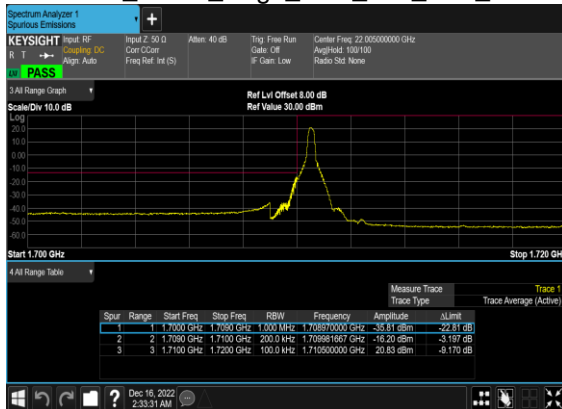 Spectrum Analyzer 1
Spurious Emissions
+
KEYSIGHT Input: RF Input Z: 50 Ω Atten: 40 dB Trig: Free Run Center Freq: 22.005000000 GHz
R T Coupling: DC Corr CCorr Gate: Off Avg|Hold: 100/100
Align: Auto Freq Ref: Int (S) IF Gain: Low Radio Std: None
PASS
3 All Range Graph
Ref Lvl Offset 8.00 dB
Scale/Div 10.0 dB Ref Value 30.00 dBm
Log
20.0
10.0
0.00
-10.0
-20.0
-30.0
-40.0
-50.0
-60.0
Start 1.700 GHz Stop 1.720 GH
4 All Range Table
Measure Trace Trace 1
Trace Type Trace Average (Active)
Spur Range Start Freq Stop Freq RBW Frequency Amplitude ΔLimit
1 1 1.7000 GHz 1.7090 GHz 1.000 MHz 1.708970000 GHz -35.81 dBm -22.81 dB
2 2 1.7090 GHz 1.7100 GHz 200.0 kHz 1.709981667 GHz -16.20 dBm -3.197 dB
3 3 1.7100 GHz 1.7200 GHz 100.0 kHz 1.710500000 GHz 20.83 dBm -9.170 dB
? Dec 16, 2022
2:33:31 AM